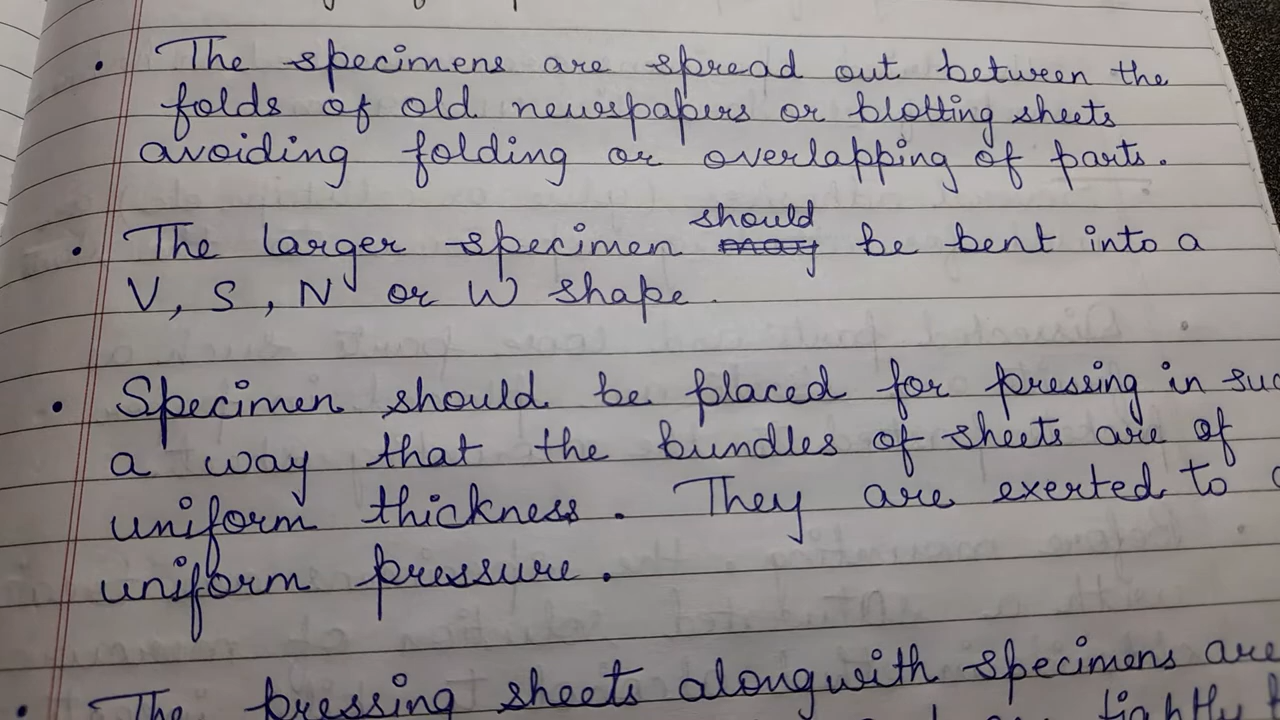 • The specimens are spread out between the
folds of old newspapers or blotting sheets
avoiding folding or overlapping of parts.
should
• The larger specimen may be bent into a
V, S, N or W shape.
• Specimen should be placed for pressing in suc
a way that the bundles of sheets are of
uniform thickness. They are exerted to
uniform pressure.
• The pressing sheets alongwith specimens are
tightly